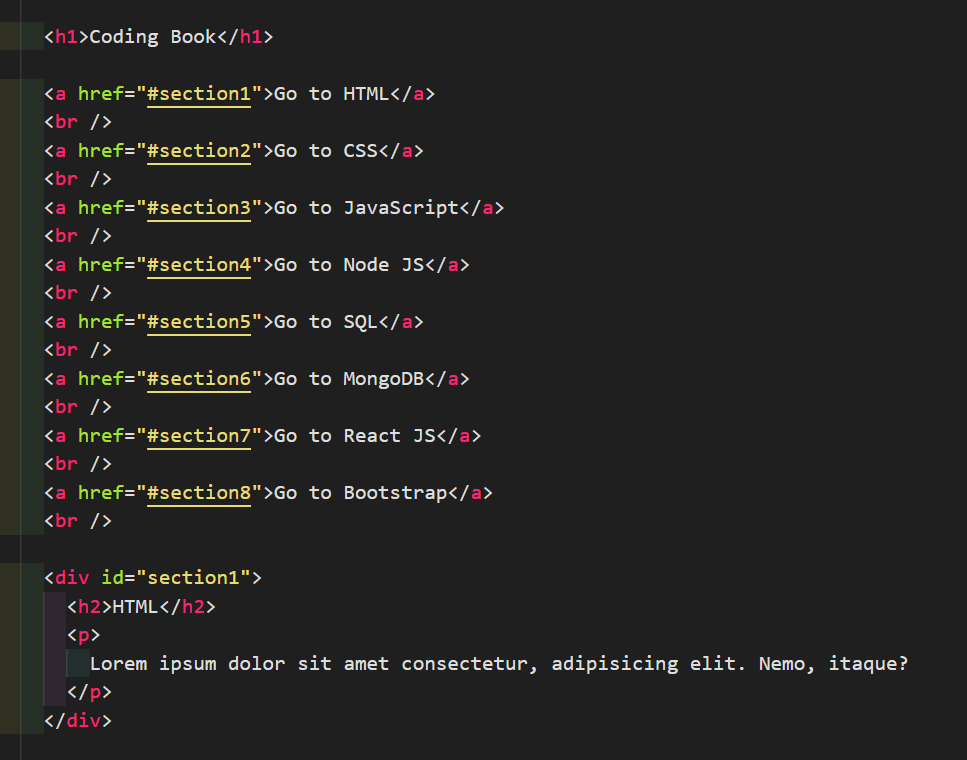 <h1>Coding Book</h1>
<a href="#section1">Go to HTML</a>
<br />
<a href="#section2">Go to CSS</a>
<br />
<a href="#section3">Go to JavaScript</a>
<br />
<a href="#section4">Go to Node JS</a>
<br />
<a href="#section5">Go to SQL</a>
<br />
<a href="#section6">Go to MongoDB</a>
<br />
<a href="#section7">Go to React JS</a>
<br />
<a href="#section8">Go to Bootstrap</a>
<br />
<div id="section1">
<h2>HTML</h2>
<p>
Lorem ipsum dolor sit amet consectetur, adipisicing elit. Nemo, itaque?
</p>
</div>